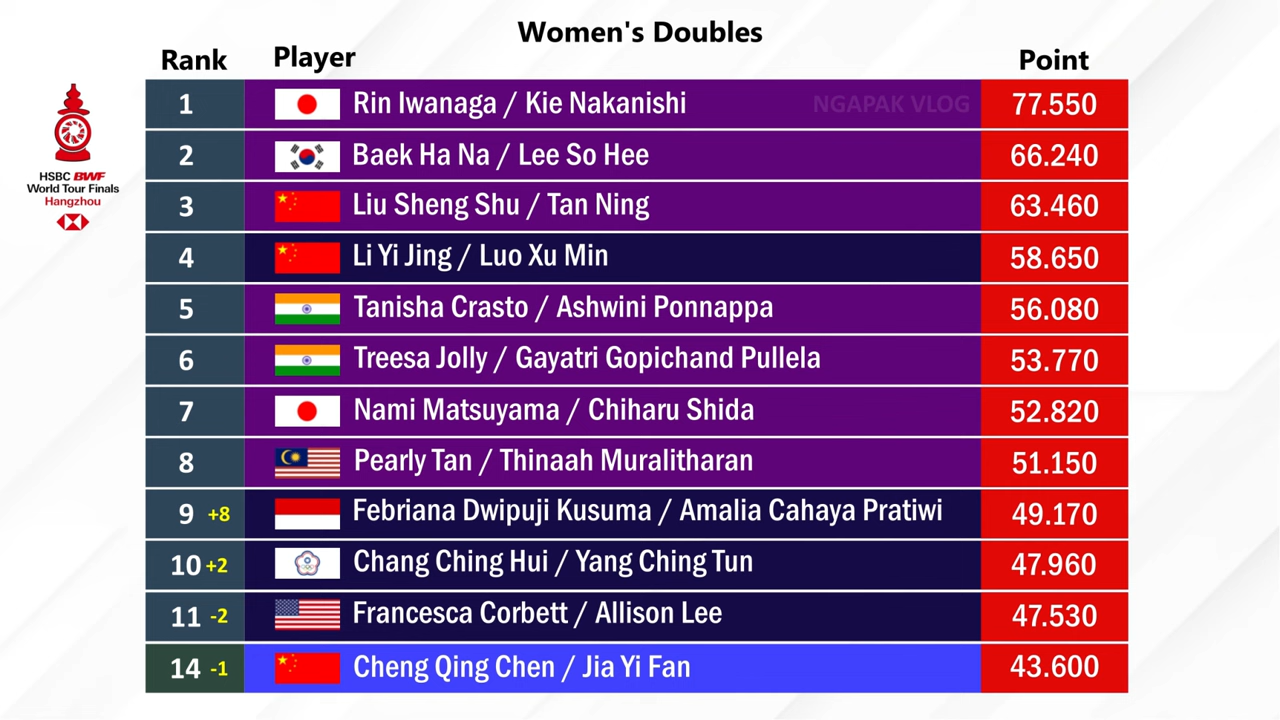 Women's Doubles
Rank Player Point
HSBC BWF
World Tour Finals
Hangzhou
1 Rin Iwanaga / Kie Nakanishi NGAPAK VLOG 77.550
2 Baek Ha Na / Lee So Hee 66.240
3 Liu Sheng Shu / Tan Ning 63.460
4 Li Yi Jing / Luo Xu Min 58.650
5 Tanisha Crasto / Ashwini Ponnappa 56.080
6 Treesa Jolly / Gayatri Gopichand Pullela 53.770
7 Nami Matsuyama / Chiharu Shida 52.820
8 Pearly Tan / Thinaah Muralitharan 51.150
9 +8 Febriana Dwipuji Kusuma / Amalia Cahaya Pratiwi 49.170
10 +2 Chang Ching Hui / Yang Ching Tun 47.960
11 -2 Francesca Corbett / Allison Lee 47.530
14 -1 Cheng Qing Chen / Jia Yi Fan 43.600